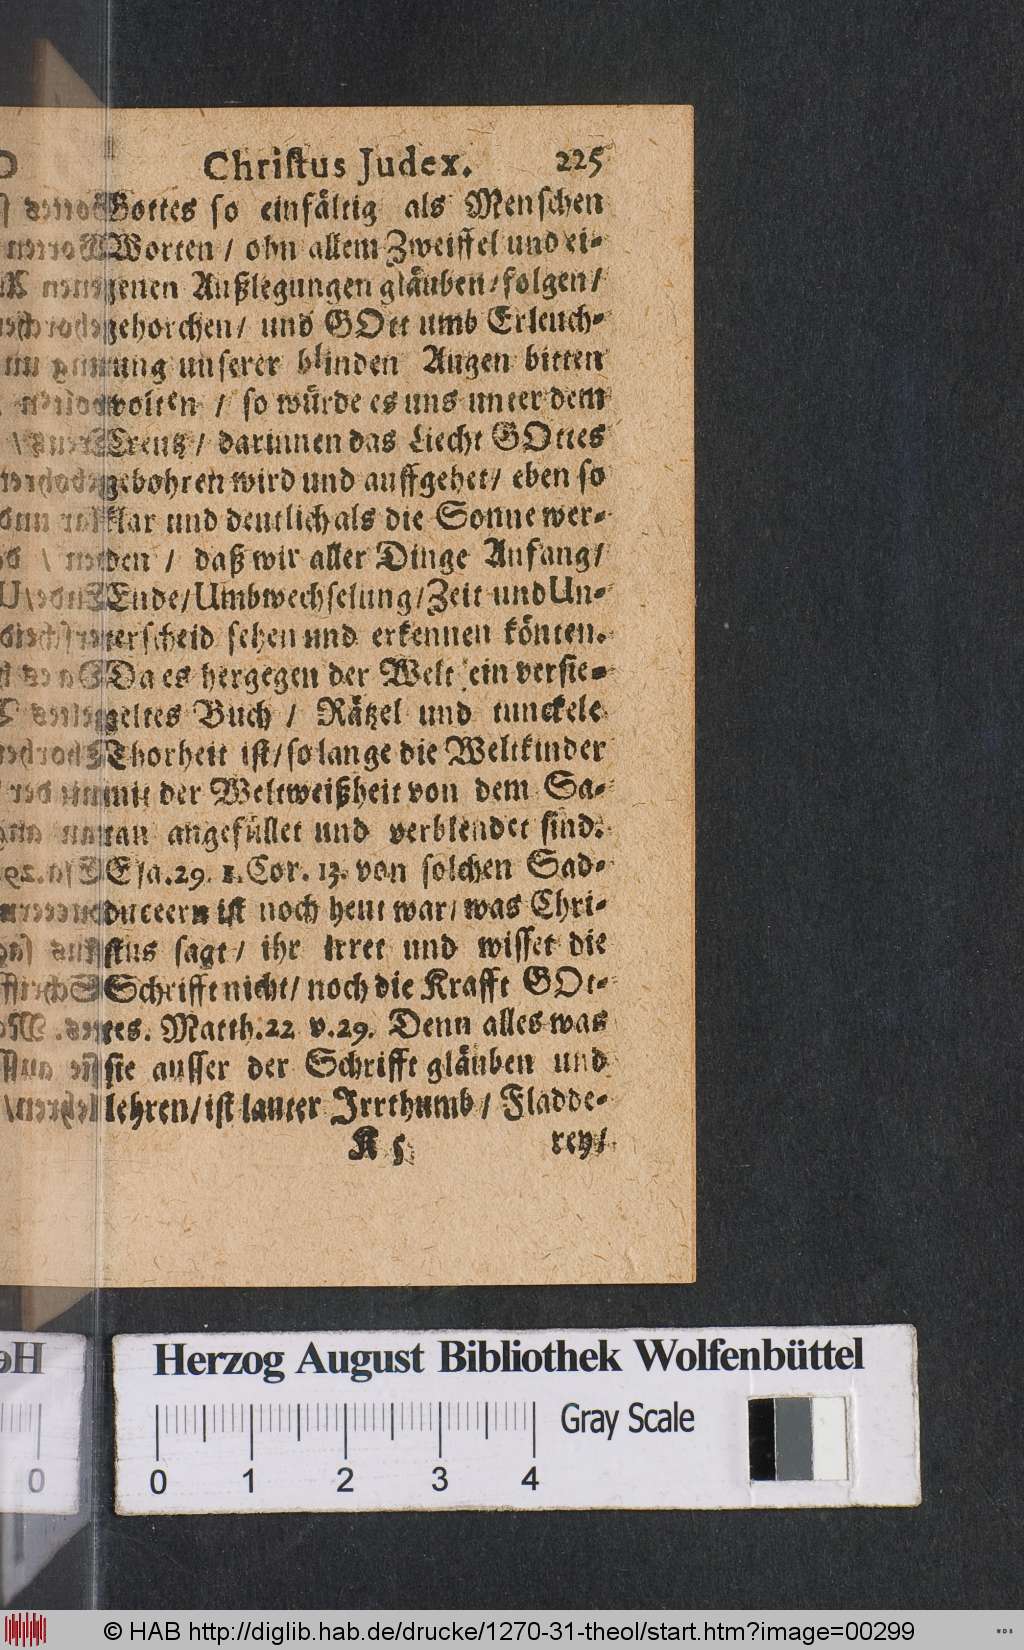 Christus Judex. 225
Gottes so einfältig als Menschen
Worten / ohn allem Zweiffel und ei-
genen Außlegungen gläuben / folgen /
gehorchen / und GOtt umb Erleuch-
tung unserer blinden Augen bitten
wolten / so würde es uns unter dem
Creutz / darinnen das Liecht GOttes
gebohren wird und auffgehet / eben so
klar und deutlich als die Sonne wer-
den / daß wir aller Dinge Anfang /
Ende / Umbwechselung / Zeit und Un-
terscheid sehen und erkennen könten.
Da es hergegen der Welt ein versie-
geltes Buch / Rätzel und tunckele
Thorheit ist / so lange die Weltkinder
mit der Weltweißheit von dem Sa-
tan angefüllet und verblendet sind.
Esa. 29. 1. Cor. 13. von solchen Sad-
duceern ist noch heut war / was Chri-
stus sagt / ihr irret und wisset die
Schrifft nicht / noch die Krafft GOt-
tes. Matth. 22 v. 29. Denn alles was
sie ausser der Schrifft gläuben und
lehren / ist lauter Irrthumb / Fladde-
K 5 rey /
Herzog August Bibliothek Wolfenbüttel
Gray Scale
0 1 2 3 4
© HAB http://diglib.hab.de/drucke/1270-31-theol/start.htm?image=00299